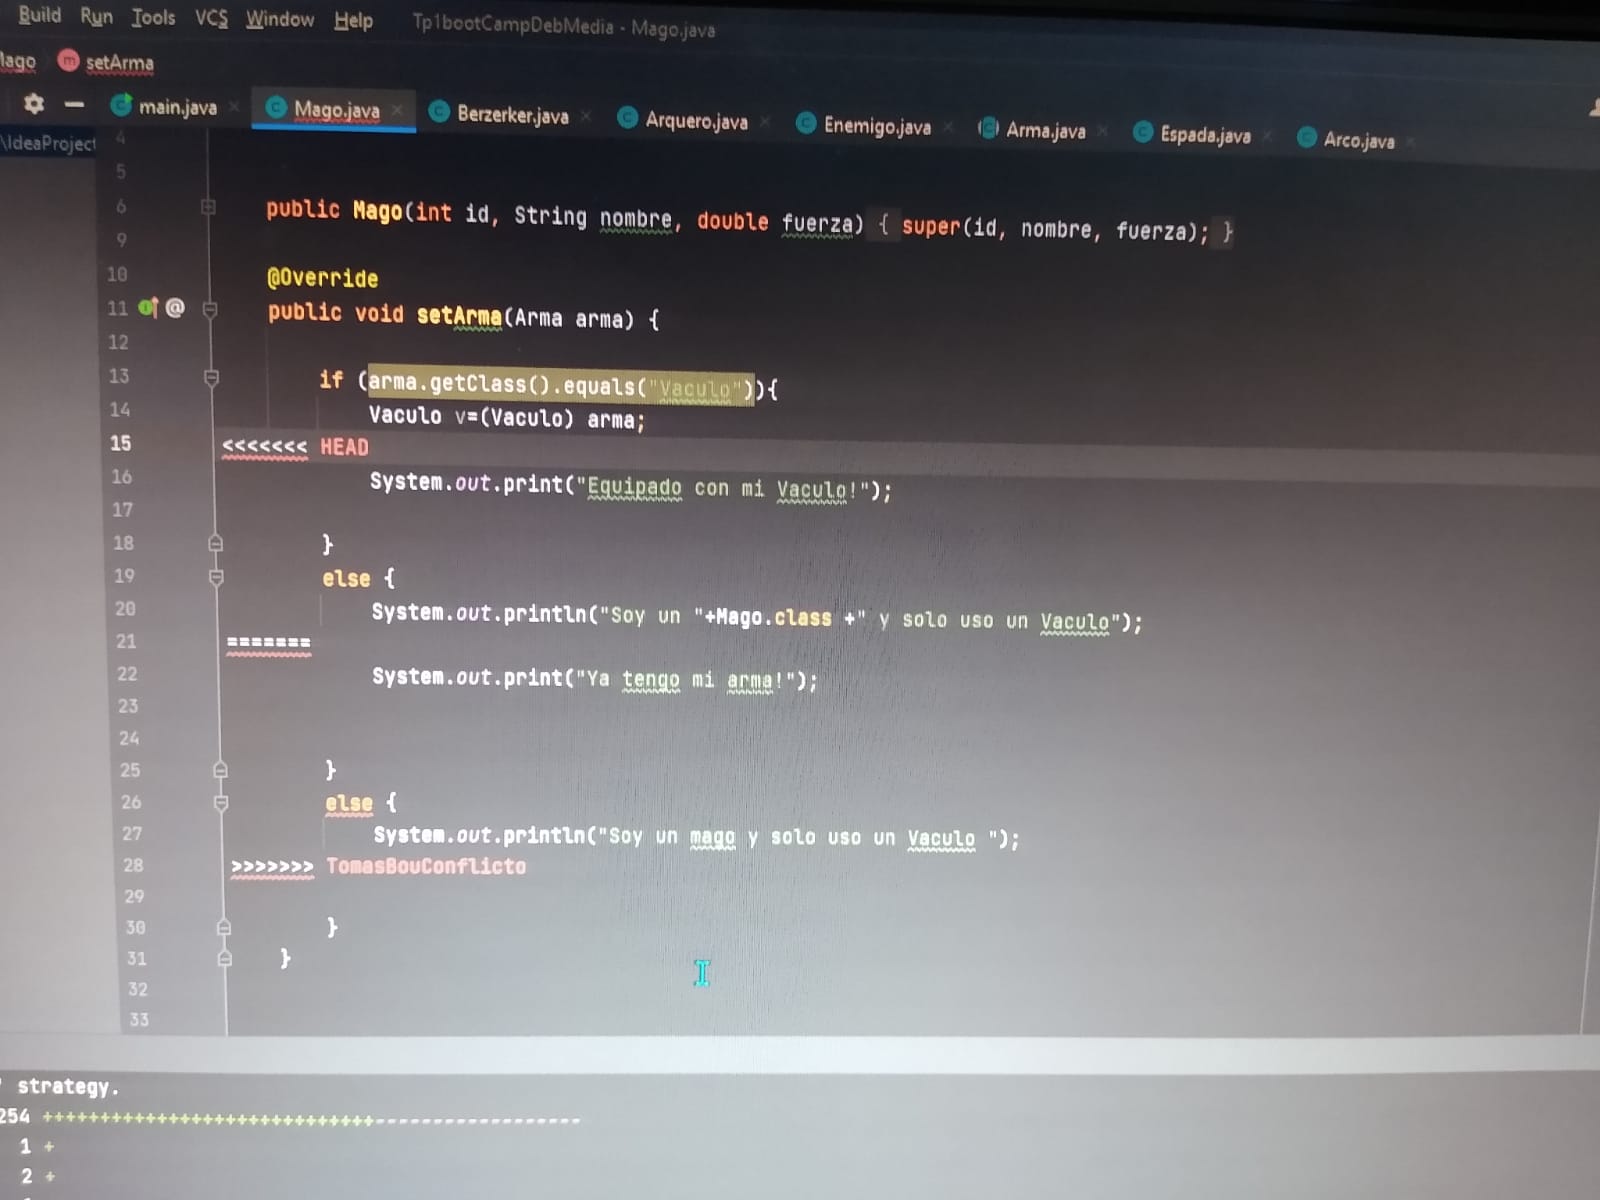 Build Run Tools VCS Window Help Tp1bootCampDebMedia - Mago.java
lago setArma
main.java Mago.java Berzerker.java Arquero.java Enemigo.java Arma.java Espada.java Arco.java
\IdeaProject
4
5
6 public Mago(int id, String nombre, double fuerza) { super(id, nombre, fuerza); }
9
10 @Override
11 @ public void setArma(Arma arma) {
12
13 if (arma.getClass().equals("Vaculo")){
14 Vaculo v=(Vaculo) arma;
15 <<<<<<< HEAD
16 System.out.print("Equipado con mi Vaculo!");
17
18 }
19 else {
20 System.out.println("Soy un "+Mago.class +" y solo uso un Vaculo");
21 =======
22 System.out.print("Ya tengo mi arma!");
23
24
25 }
26 else {
27 System.out.println("Soy un mago y solo uso un Vaculo ");
28 >>>>>>> TomasBouConflicto
29
30 }
31 }
32
33
' strategy.
254 +++++++++++++++++++++++++++++------------------
1 +
2 +